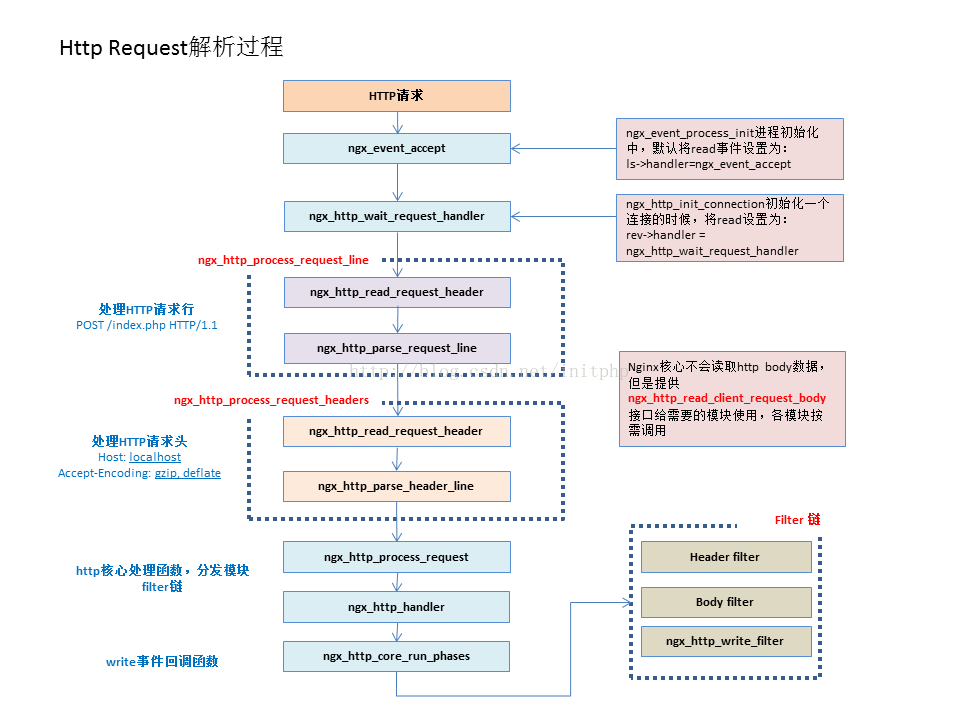 Http Request解析过程
HTTP请求
ngx_event_accept
ngx_event_process_init进程初始化
中，默认将read事件设置为：
ls->handler=ngx_event_accept
ngx_http_wait_request_handler
ngx_http_init_connection初始化一个
连接的时候，将read设置为：
rev->handler =
ngx_http_wait_request_handler
ngx_http_process_request_line
ngx_http_read_request_header
处理HTTP请求行
POST /index.php HTTP/1.1
ngx_http_parse_request_line
http://blog.csdn.net/initphp
Nginx核心不会读取http body数据，
但是提供
ngx_http_read_client_request_body
接口给需要的模块使用，各模块按
需调用
ngx_http_process_request_headers
ngx_http_read_request_header
处理HTTP请求头
Host: localhost
Accept-Encoding: gzip, deflate
ngx_http_parse_header_line
Filter 链
ngx_http_process_request
Header filter
http核心处理函数，分发模块
filter链
ngx_http_handler
Body filter
ngx_http_write_filter
write事件回调函数
ngx_http_core_run_phases